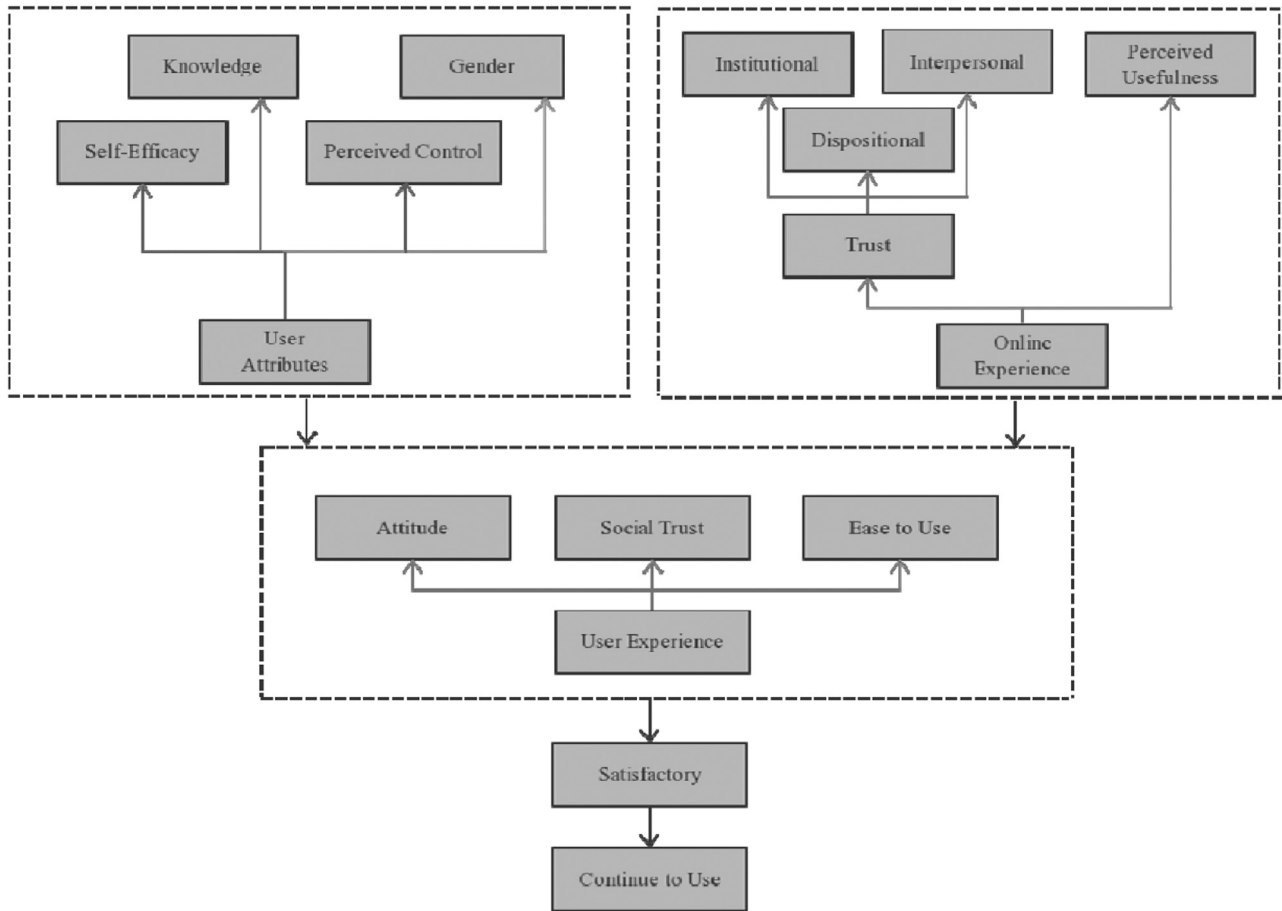 Knowledge
Gender
Self-Efficacy
Perceived Control
User
Attributes
Institutional
Interpersonal
Perceived
Usefulness
Dispositional
Trust
Online
Experience
Attitude
Social Trust
Ease to Use
User Experience
Satisfactory
Continue to Use